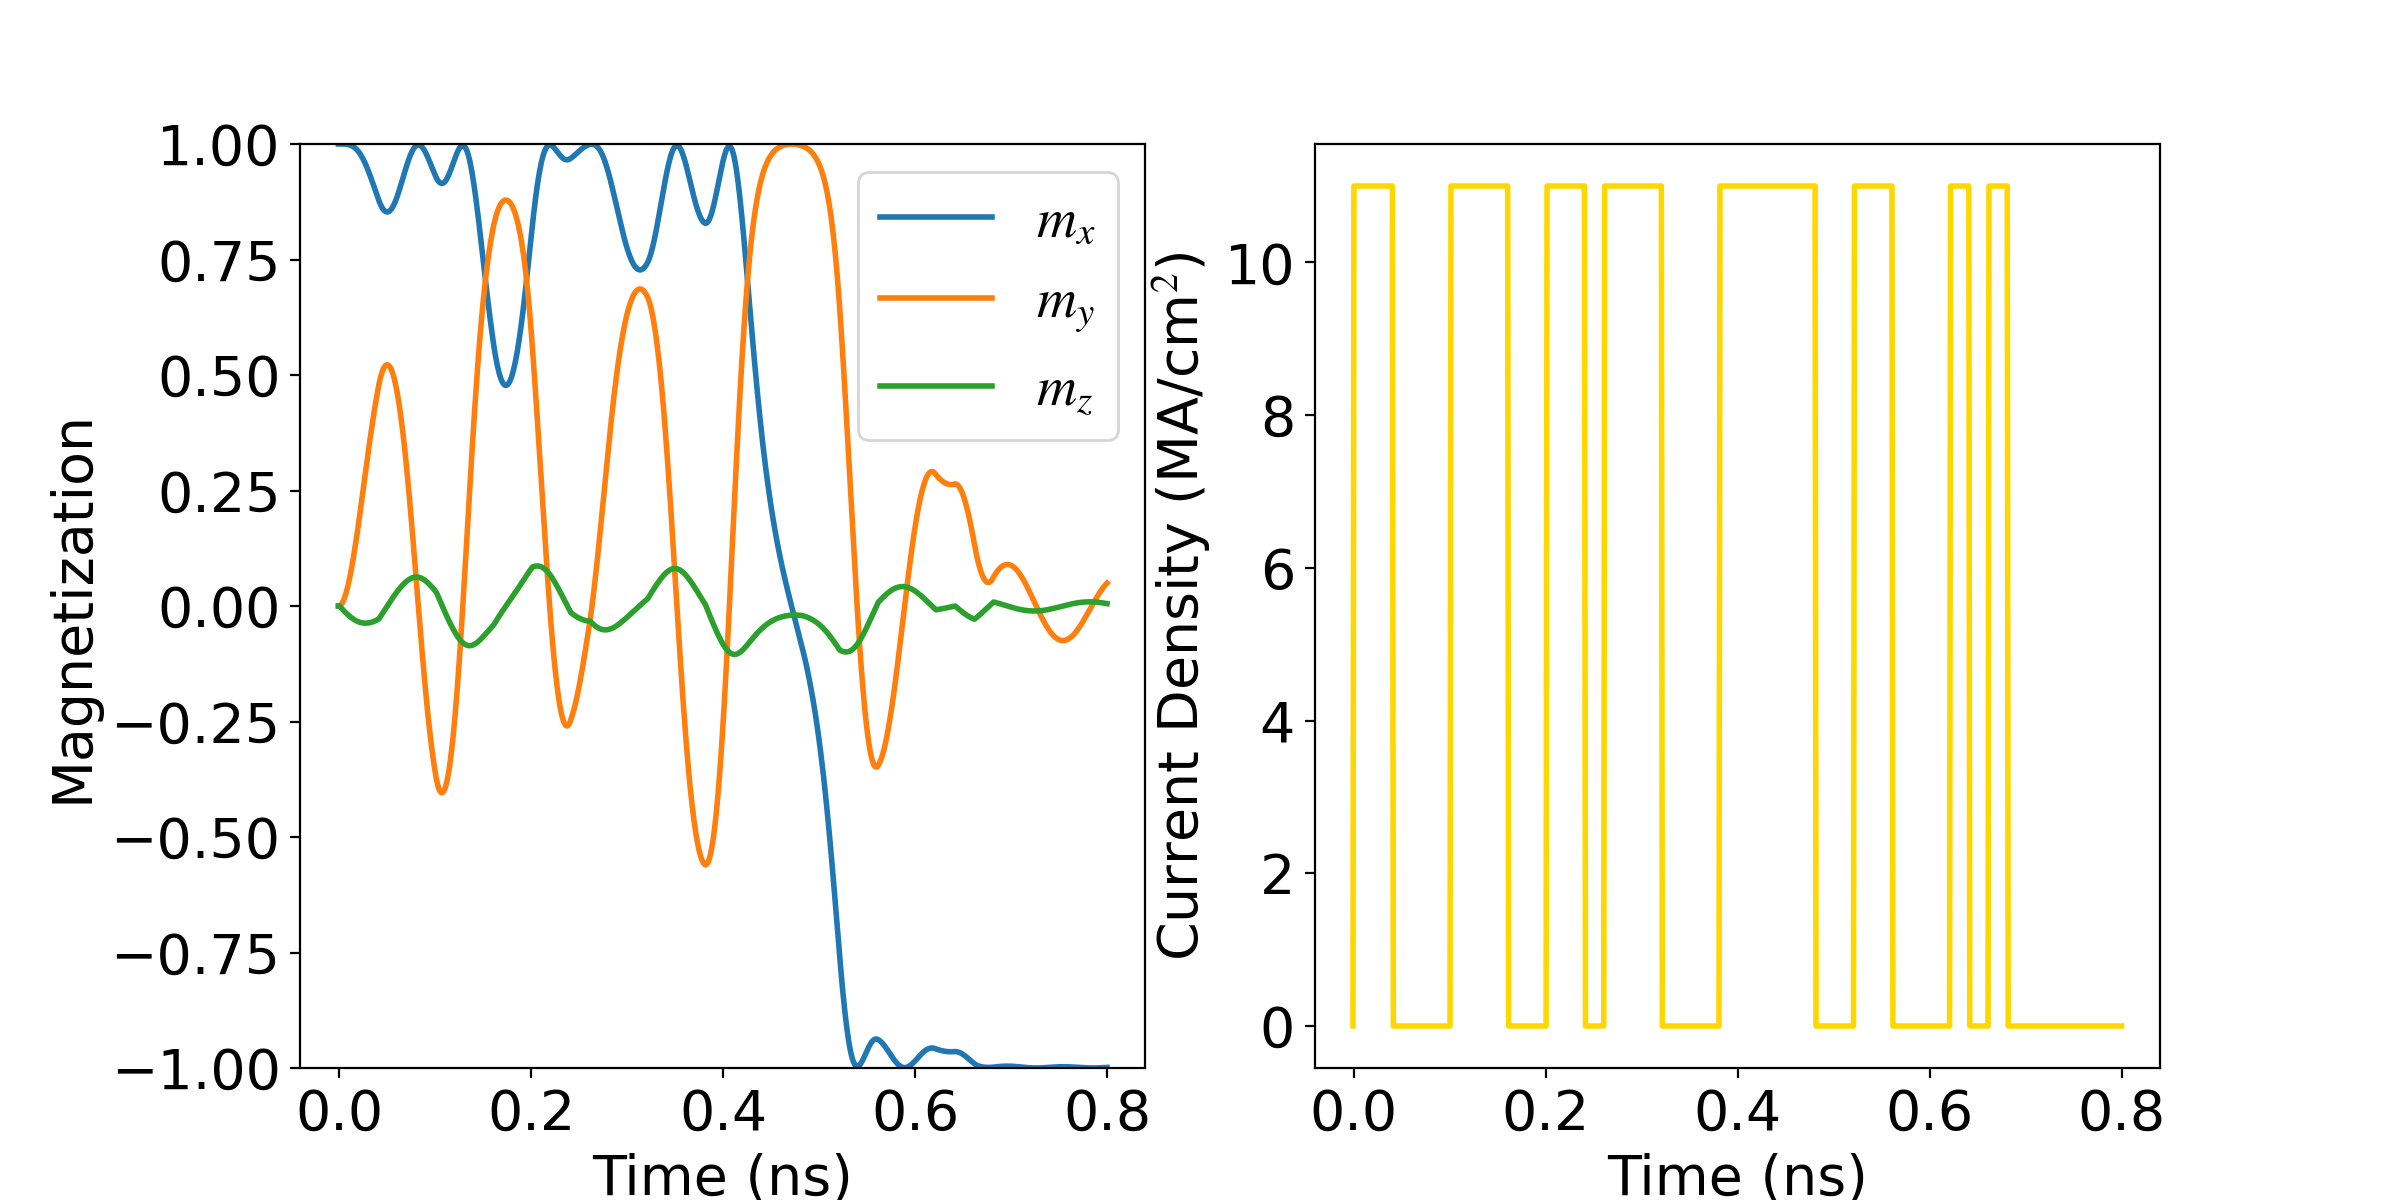 1.00
0.75
0.50
0.25
0.00
−0.25
−0.50
−0.75
−1.00
Magnetization
0.0 0.2 0.4 0.6 0.8
Time (ns)
m_x
m_y
m_z
10
8
6
4
2
0
Current Density (MA/cm²)
0.0 0.2 0.4 0.6 0.8
Time (ns)